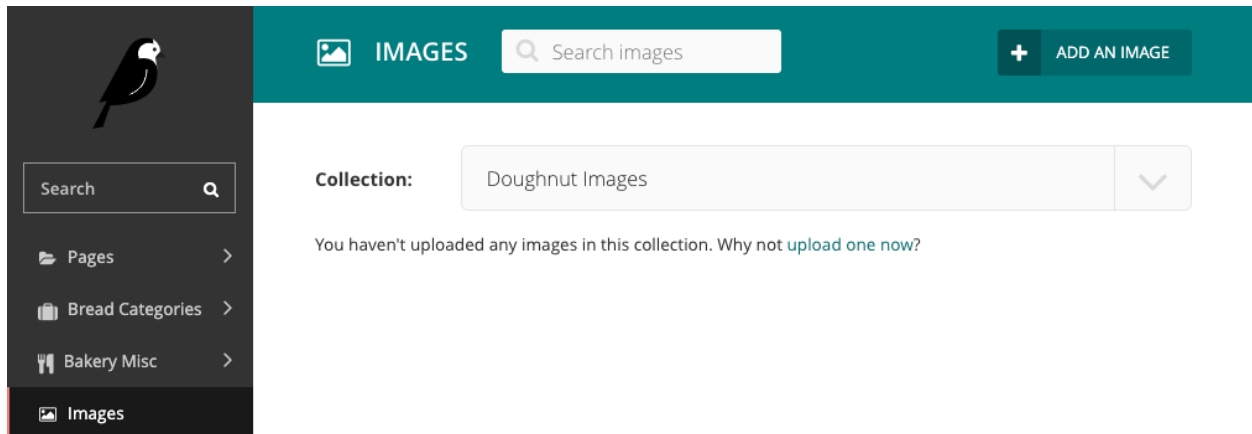 IMAGES
Search images
ADD AN IMAGE
Search
Pages
Bread Categories
Bakery Misc
Images
Collection:
Doughnut Images
You haven't uploaded any images in this collection. Why not upload one now?